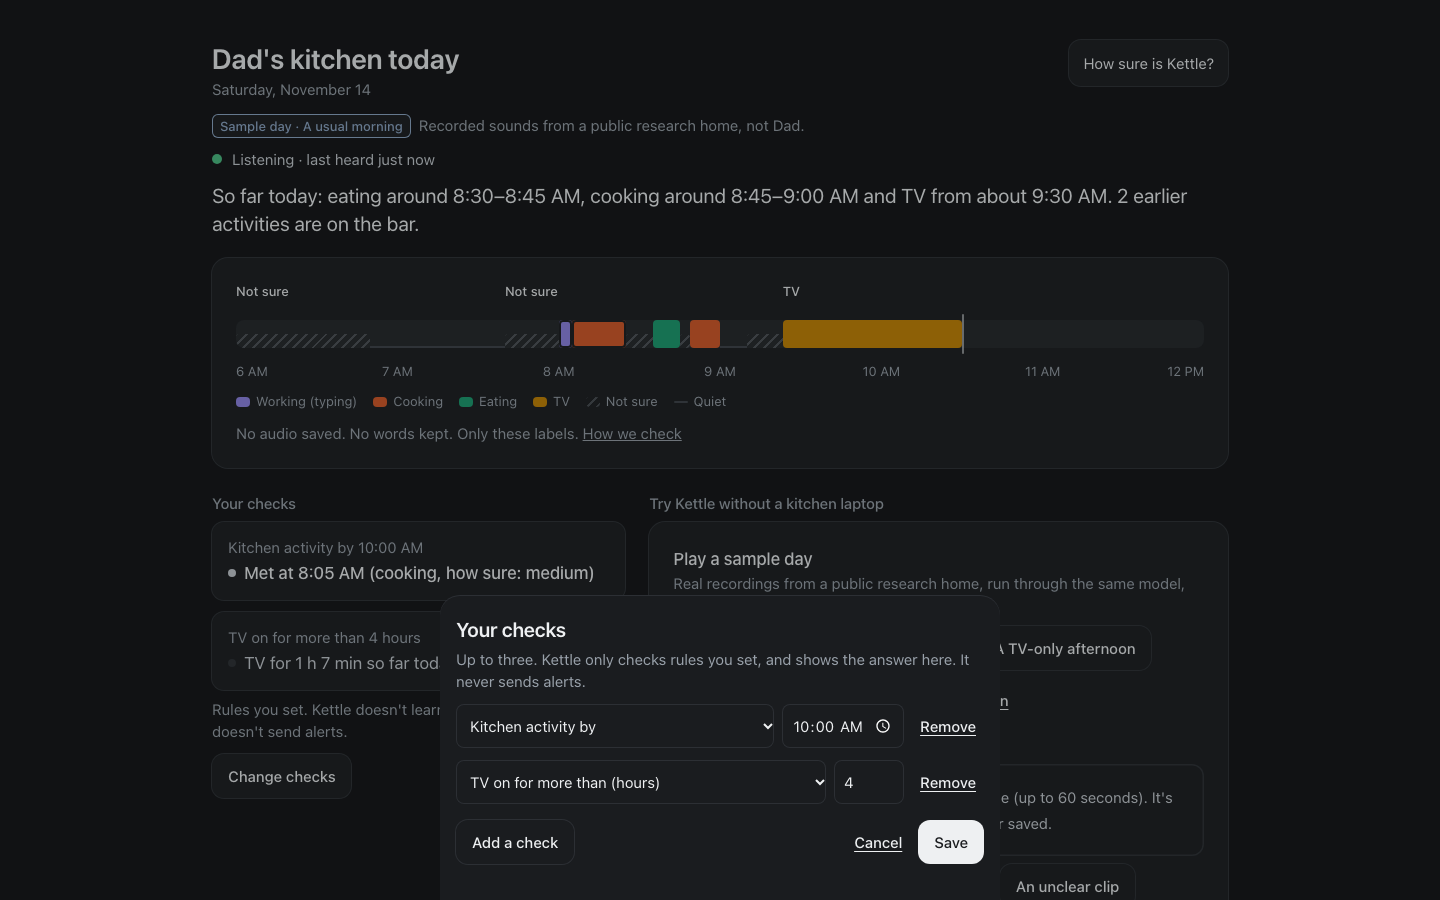 Dad's kitchen today
How sure is Kettle?
Saturday, November 14
Sample day · A usual morning Recorded sounds from a public research home, not Dad.
Listening · last heard just now
So far today: eating around 8:30–8:45 AM, cooking around 8:45–9:00 AM and TV from about 9:30 AM. 2 earlier
activities are on the bar.
Not sure Not sure TV
6 AM 7 AM 8 AM 9 AM 10 AM 11 AM 12 PM
Working (typing) Cooking Eating TV Not sure Quiet
No audio saved. No words kept. Only these labels. How we check
Your checks
Kitchen activity by 10:00 AM
Met at 8:05 AM (cooking, how sure: medium)
TV on for more than 4 hours
TV for 1 h 7 min so far
Rules you set. Kettle doesn't
doesn't send alerts.
Change checks
Try Kettle without a kitchen laptop
Play a sample day
Real recordings from a public research home, run through the same model,
A TV-only afternoon
e (up to 60 seconds). It's
saved.
An unclear clip
Your checks
Up to three. Kettle only checks rules you set, and shows the answer here. It
never sends alerts.
Kitchen activity by 10:00 AM Remove
TV on for more than (hours) 4 Remove
Add a check Cancel Save